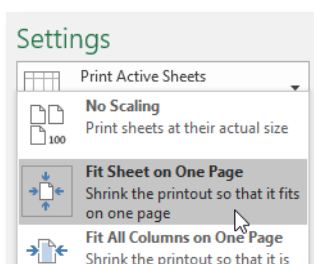 Settings
Print Active Sheets
No Scaling
Print sheets at their actual size
100
Fit Sheet on One Page
Shrink the printout so that it fits
on one page
Fit All Columns on One Page
Shrink the printout so that it is